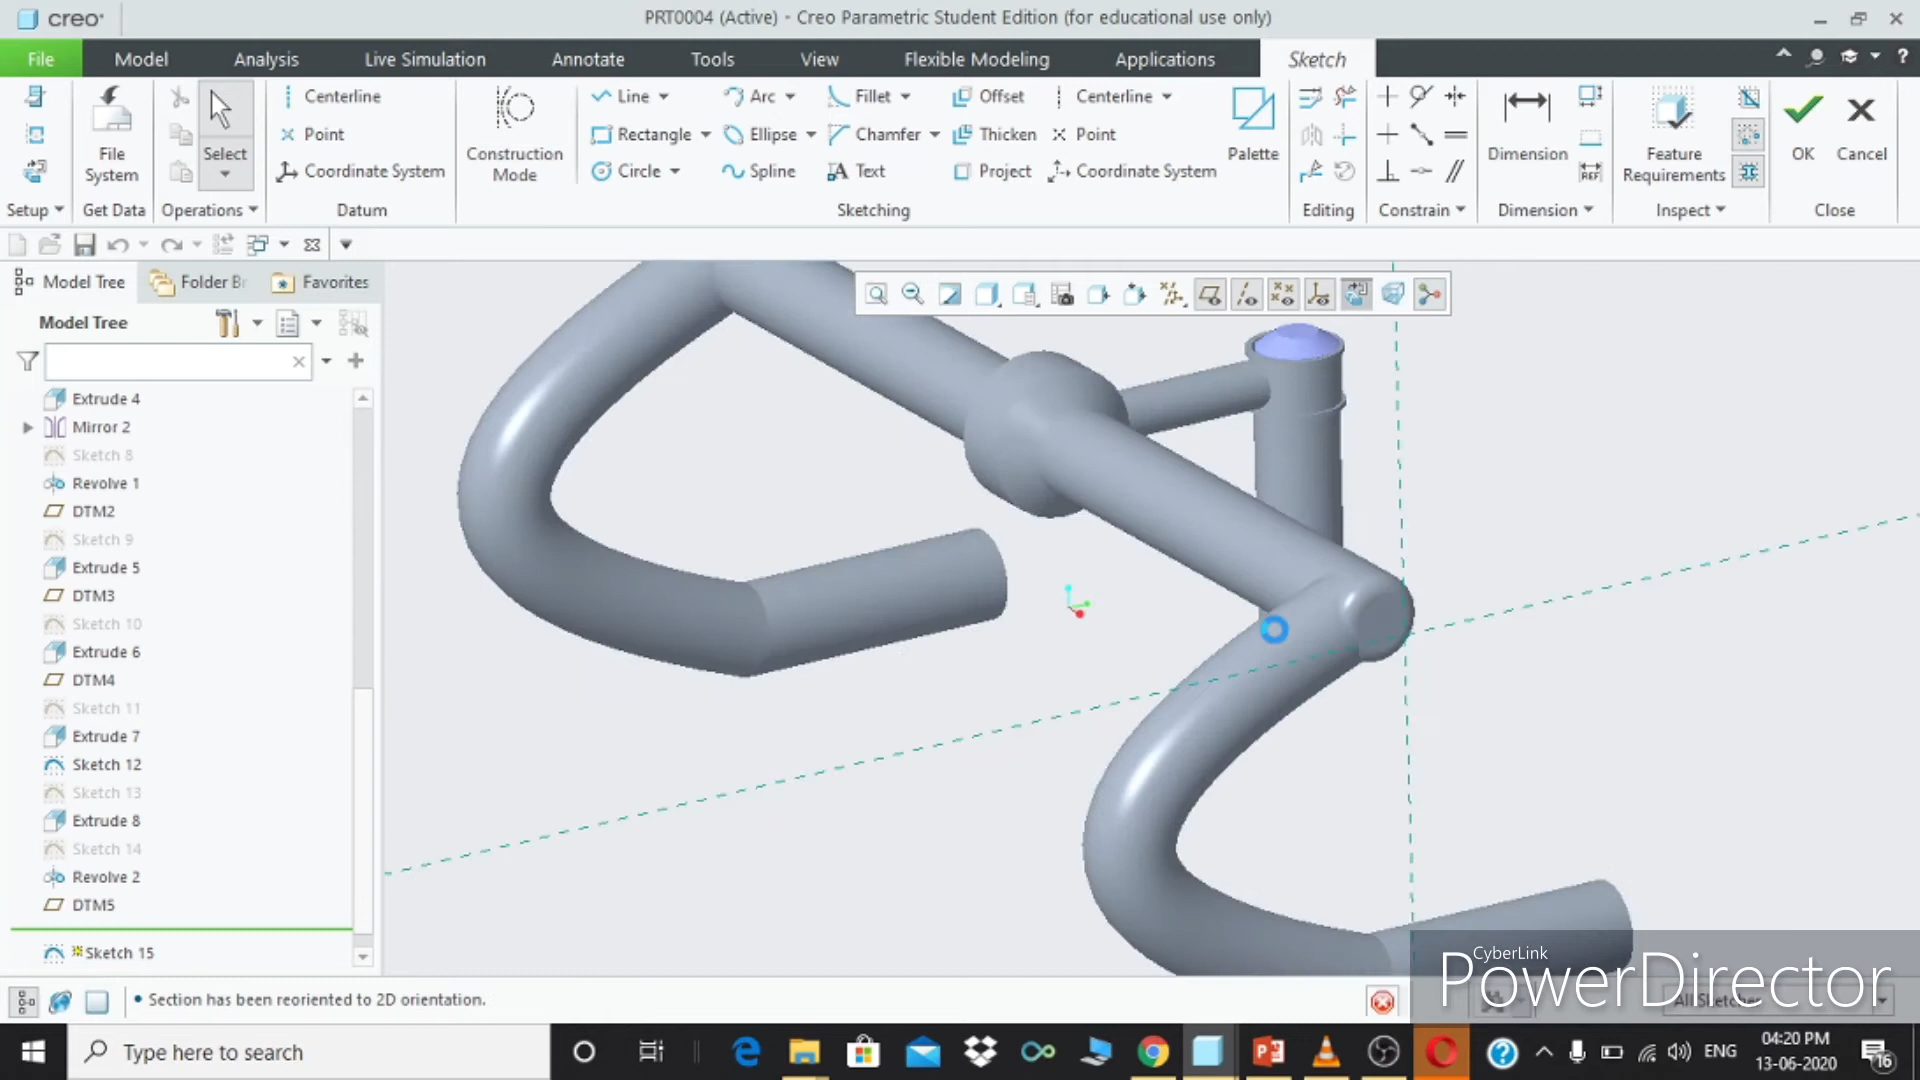 creo
PRT0004 (Active) - Creo Parametric Student Edition (for educational use only)
File Model Analysis Live Simulation Annotate Tools View Flexible Modeling Applications Sketch
Centerline
Point
Coordinate System
File
System
Select
Construction
Mode
Line Arc Fillet Offset Centerline
Rectangle Ellipse Chamfer Thicken Point
Circle Spline Text Project Coordinate System
Palette
Dimension
REF
Feature
Requirements
OK Cancel
Setup Get Data Operations Datum Sketching Editing Constrain Dimension Inspect Close
Model Tree Folder Br Favorites
Model Tree
Extrude 4
Mirror 2
Sketch 8
Revolve 1
DTM2
Sketch 9
Extrude 5
DTM3
Sketch 10
Extrude 6
DTM4
Sketch 11
Extrude 7
Sketch 12
Sketch 13
Extrude 8
Sketch 14
Revolve 2
DTM5
Sketch 15
• Section has been reoriented to 2D orientation.
CyberLink
PowerDirector
Type here to search
ENG
04:20 PM
13-06-2020
16